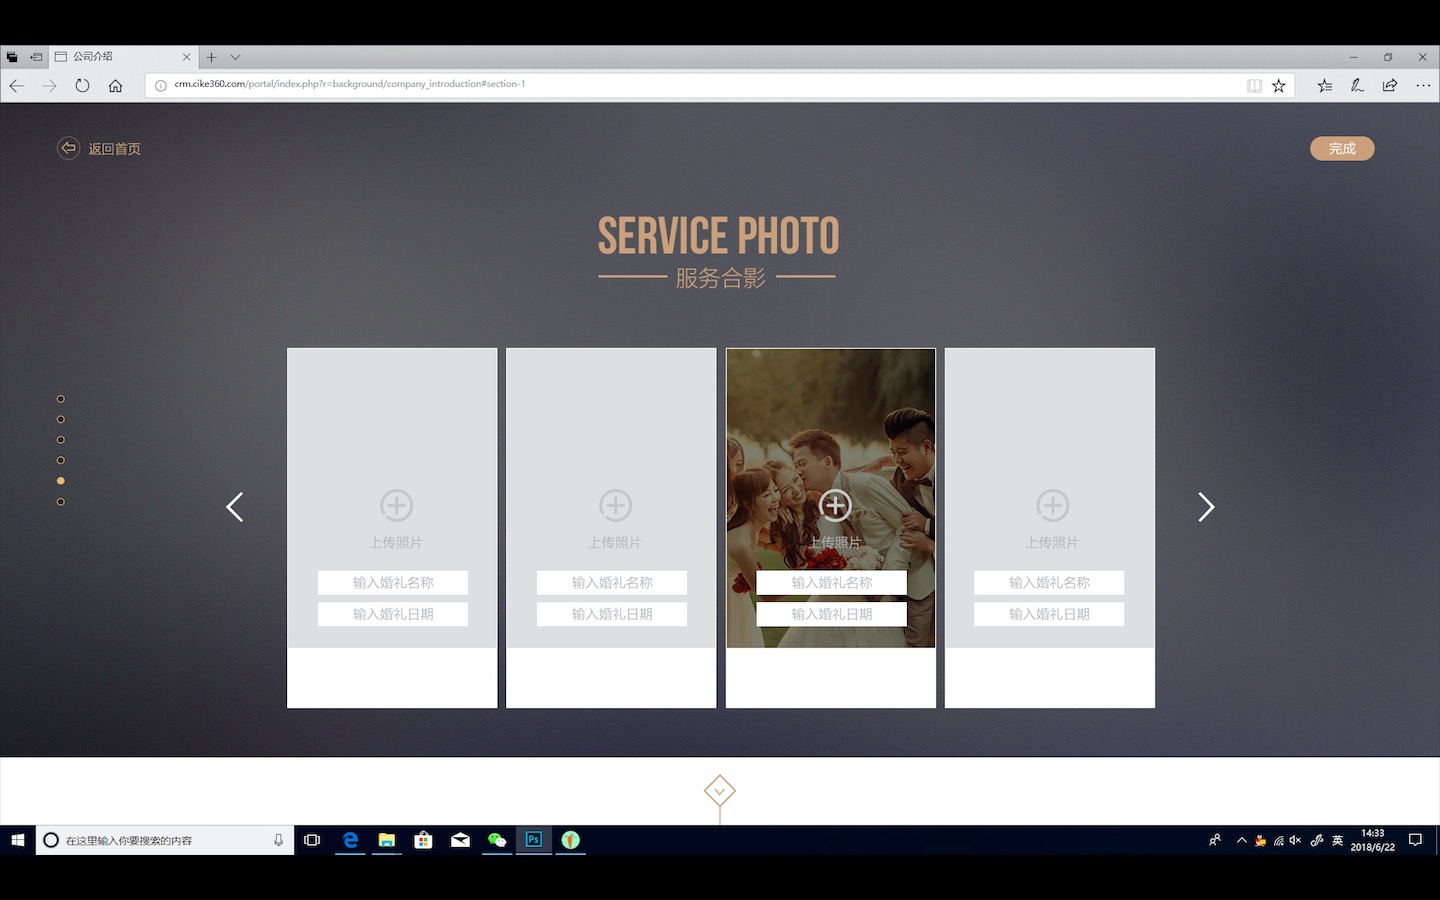 公司介绍
crm.cike360.com/portal/index.php?r=background/company_introduction#section-1
返回首页
完成
SERVICE PHOTO
服务合影
上传照片 上传照片 上传照片 上传照片
输入婚礼名称 输入婚礼名称 输入婚礼名称 输入婚礼名称
输入婚礼日期 输入婚礼日期 输入婚礼日期 输入婚礼日期
在这里输入你要搜索的内容
Ps
英
14:33
2018/6/22